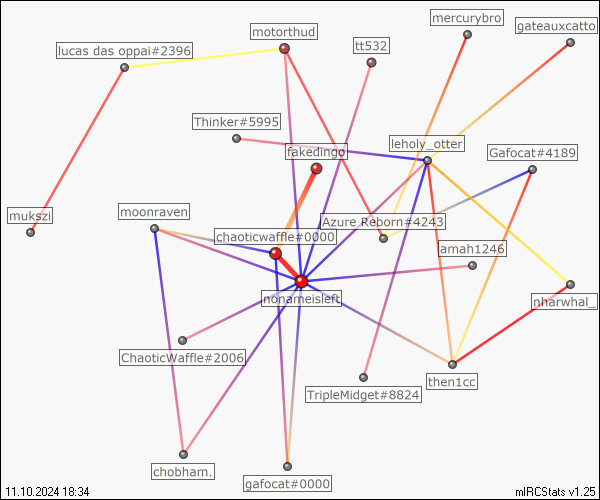 mercurybro
gateauxcatto
motorthud
tt532
lucas das oppai#2396
Thinker#5995
leholy_otter
fakedingo
Gafocat#4189
mukszi
moonraven
Azure Reborn#4243
chaoticwaffle#0000
amah1246
nonameisleft
nharwhal_
ChaoticWaffle#2006
then1cc
TripleMidget#8824
chobham.
gafocat#0000
11.10.2024 18:34
mIRCStats v1.25